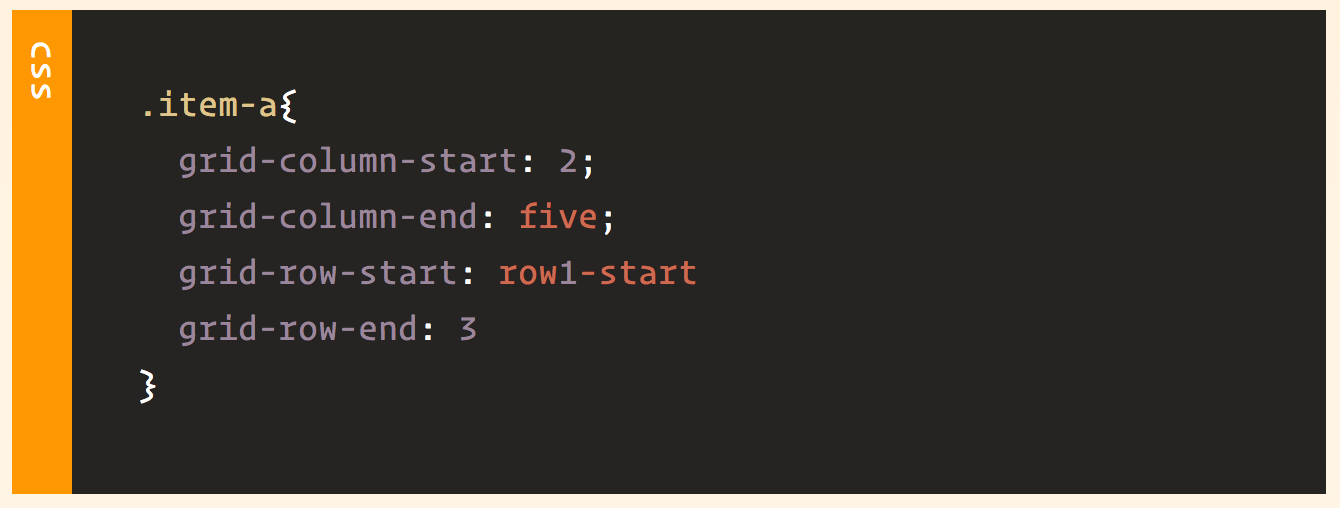 CSS
.item-a{
  grid-column-start: 2;
  grid-column-end: five;
  grid-row-start: row1-start
  grid-row-end: 3
}